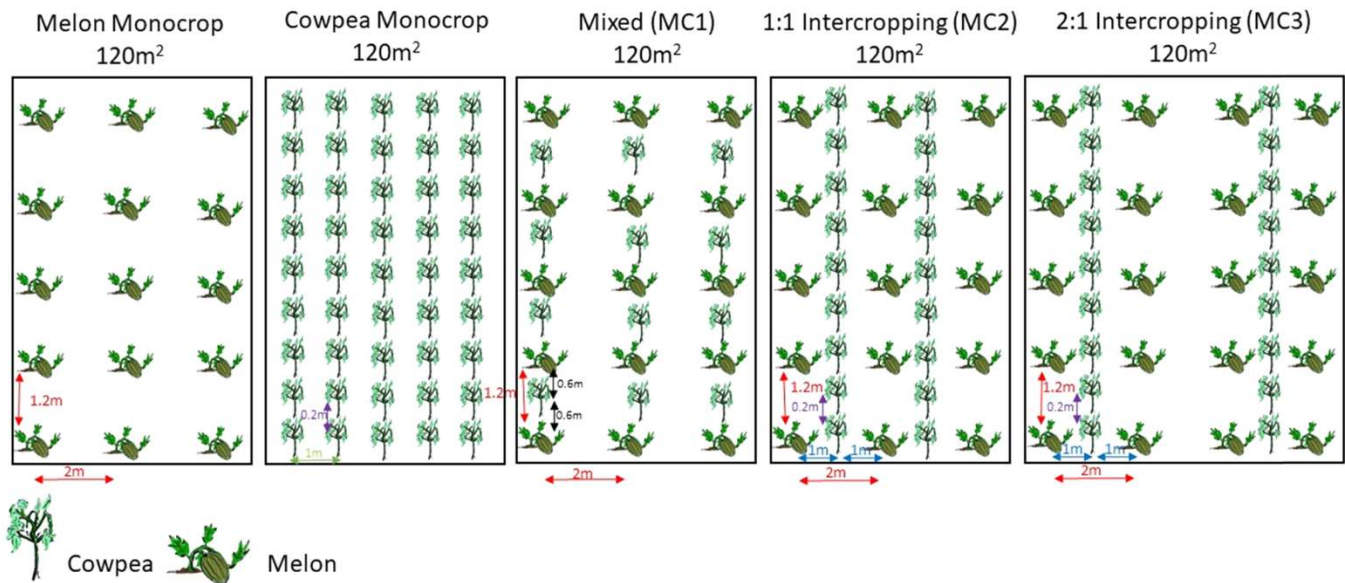 Melon Monocrop
120m²
Cowpea Monocrop
120m²
Mixed (MC1)
120m²
1:1 Intercropping (MC2)
120m²
2:1 Intercropping (MC3)
120m²
1.2m
2m
0.2m
1m
1.2m
0.6m
0.6m
2m
1.2m
0.2m
1m
1m
2m
1.2m
0.2m
1m
1m
2m
Cowpea
Melon